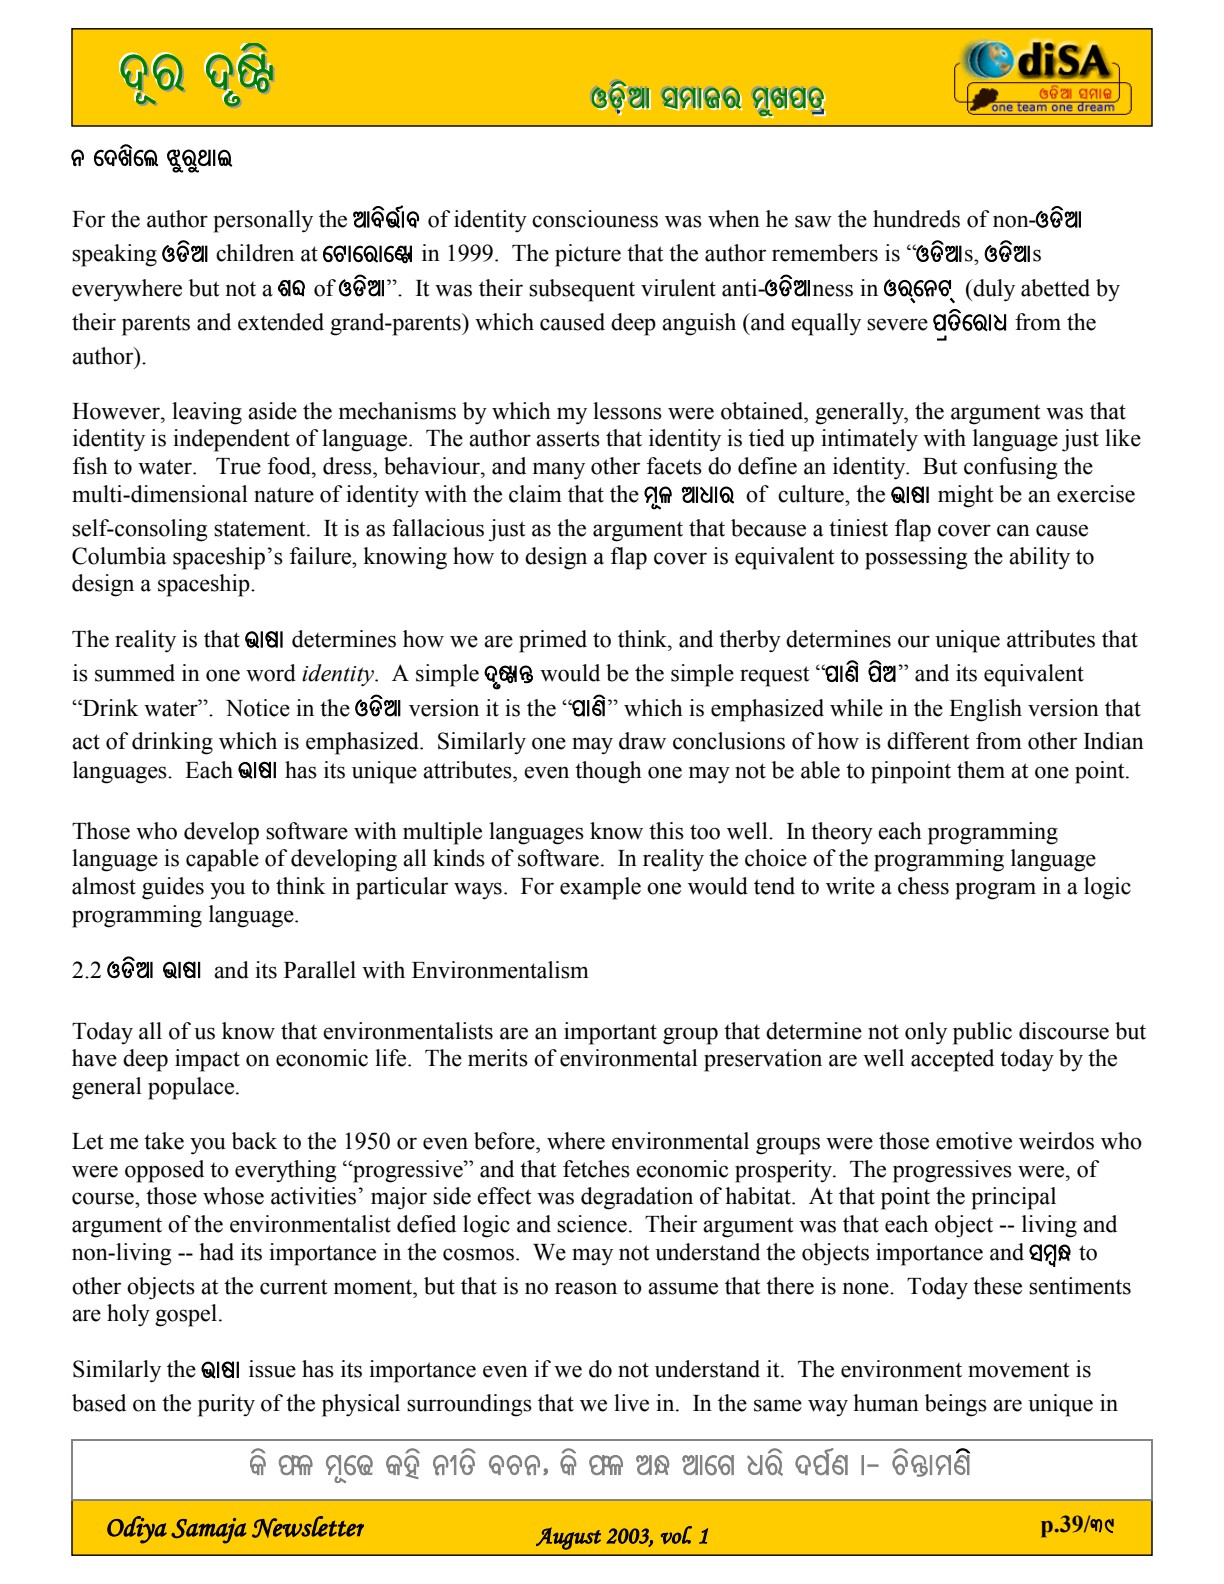 ଦୂର ଦୃଷ୍ଟି
ଓଡ଼ିଆ ସମାଜର ମୁଖପତ୍ର
OdiSA
ଓଡିଆ ସମାଜ
one team one dream
ନ ଦେଖିଲେ ଝୁରୁଥାଇ
For the author personally the ଆବିର୍ଭାବ of identity consciouness was when he saw the hundreds of non-ଓଡିଆ
speaking ଓଡିଆ children at ଟୋରୋଣ୍ଟୋ in 1999. The picture that the author remembers is “ଓଡିଆs, ଓଡିଆs
everywhere but not a ଶବ୍ଦ of ଓଡିଆ”. It was their subsequent virulent anti-ଓଡିଆness in ଓର୍‌ନେଟ୍ (duly abetted by
their parents and extended grand-parents) which caused deep anguish (and equally severe ପ୍ରତିରୋଧ from the
author).
However, leaving aside the mechanisms by which my lessons were obtained, generally, the argument was that
identity is independent of language. The author asserts that identity is tied up intimately with language just like
fish to water. True food, dress, behaviour, and many other facets do define an identity. But confusing the
multi-dimensional nature of identity with the claim that the ମୂଳ ଆଧାର of culture, the ଭାଷା might be an exercise
self-consoling statement. It is as fallacious just as the argument that because a tiniest flap cover can cause
Columbia spaceship’s failure, knowing how to design a flap cover is equivalent to possessing the ability to
design a spaceship.
The reality is that ଭାଷା determines how we are primed to think, and therby determines our unique attributes that
is summed in one word identity. A simple ଦୃଷ୍ଟାନ୍ତ would be the simple request “ପାଣି ପିଅ” and its equivalent
“Drink water”. Notice in the ଓଡିଆ version it is the “ପାଣି” which is emphasized while in the English version that
act of drinking which is emphasized. Similarly one may draw conclusions of how is different from other Indian
languages. Each ଭାଷା has its unique attributes, even though one may not be able to pinpoint them at one point.
Those who develop software with multiple languages know this too well. In theory each programming
language is capable of developing all kinds of software. In reality the choice of the programming language
almost guides you to think in particular ways. For example one would tend to write a chess program in a logic
programming language.
2.2 ଓଡିଆ ଭାଷା and its Parallel with Environmentalism
Today all of us know that environmentalists are an important group that determine not only public discourse but
have deep impact on economic life. The merits of environmental preservation are well accepted today by the
general populace.
Let me take you back to the 1950 or even before, where environmental groups were those emotive weirdos who
were opposed to everything “progressive” and that fetches economic prosperity. The progressives were, of
course, those whose activities’ major side effect was degradation of habitat. At that point the principal
argument of the environmentalist defied logic and science. Their argument was that each object -- living and
non-living -- had its importance in the cosmos. We may not understand the objects importance and ସମ୍ବନ୍ଧ to
other objects at the current moment, but that is no reason to assume that there is none. Today these sentiments
are holy gospel.
Similarly the ଭାଷା issue has its importance even if we do not understand it. The environment movement is
based on the purity of the physical surroundings that we live in. In the same way human beings are unique in
କି ଫଳ ମୂଢେ କହି ନୀତି ବଚନ, କି ଫଳ ଅନ୍ଧ ଆଗେ ଧରି ଦର୍ପଣ ।– ଚିନ୍ତାମଣି
Odiya Samaja Newsletter
August 2003, vol. 1
p.39/୩୯